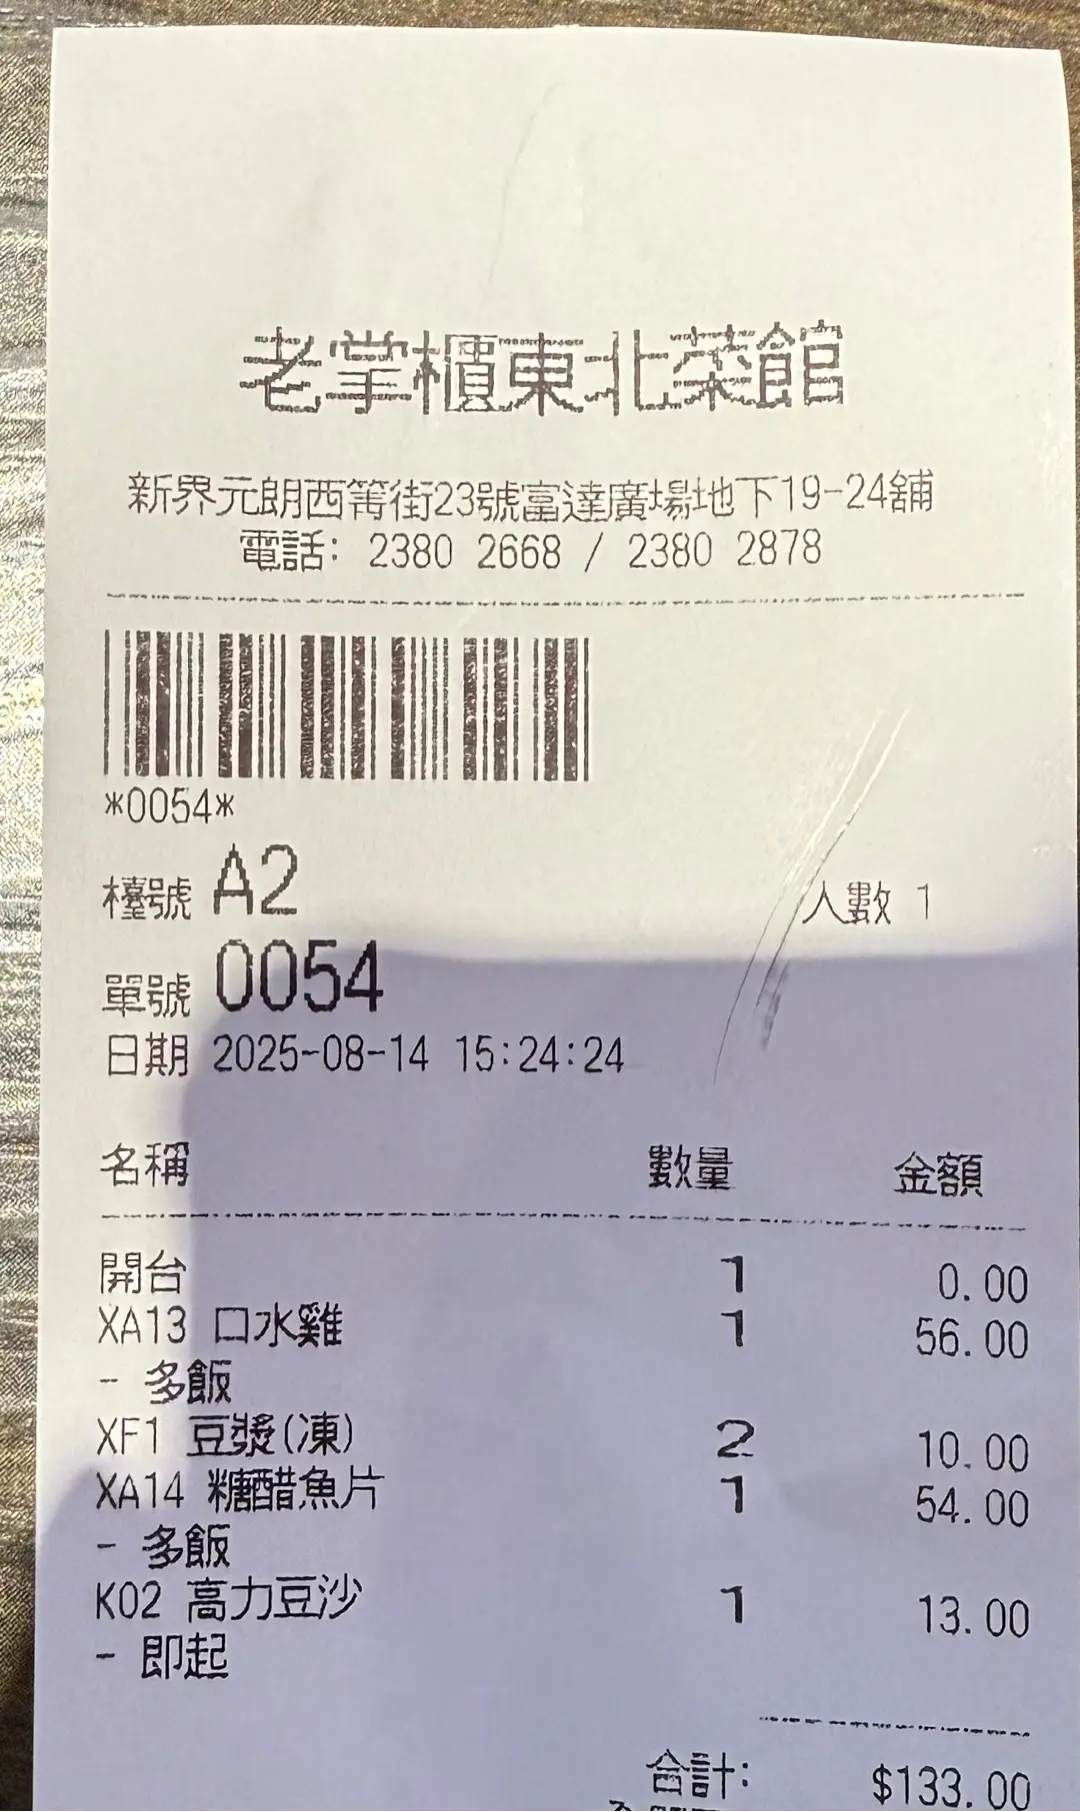 老掌櫃東北菜館
新界元朗西菁街23號富達廣場地下19-24舖
電話: 2380 2668 / 2380 2878
*0054*
檯號 A2 人數 1
單號 0054
日期 2025-08-14 15:24:24
名稱 數量 金額
開台 1 0.00
XA13 口水雞 1 56.00
- 多飯
XF1 豆漿(凍) 2 10.00
XA14 糖醋魚片 1 54.00
- 多飯
K02 高力豆沙 1 13.00
- 即起
合計: $133.00